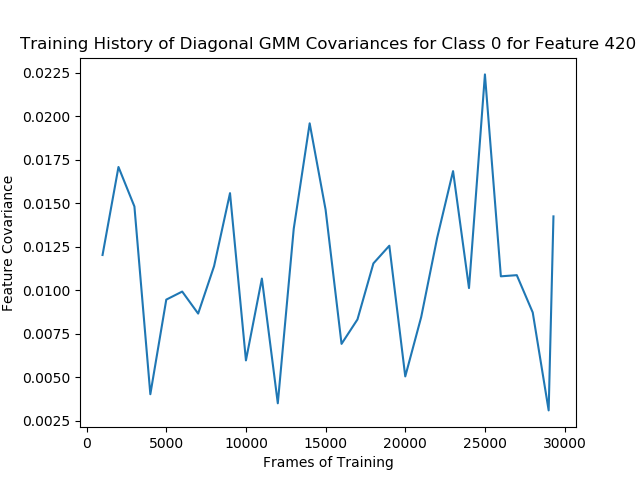 Training History of Diagonal GMM Covariances for Class 0 for Feature 420
Feature Covariance
0.0225
0.0200
0.0175
0.0150
0.0125
0.0100
0.0075
0.0050
0.0025
0 5000 10000 15000 20000 25000 30000
Frames of Training